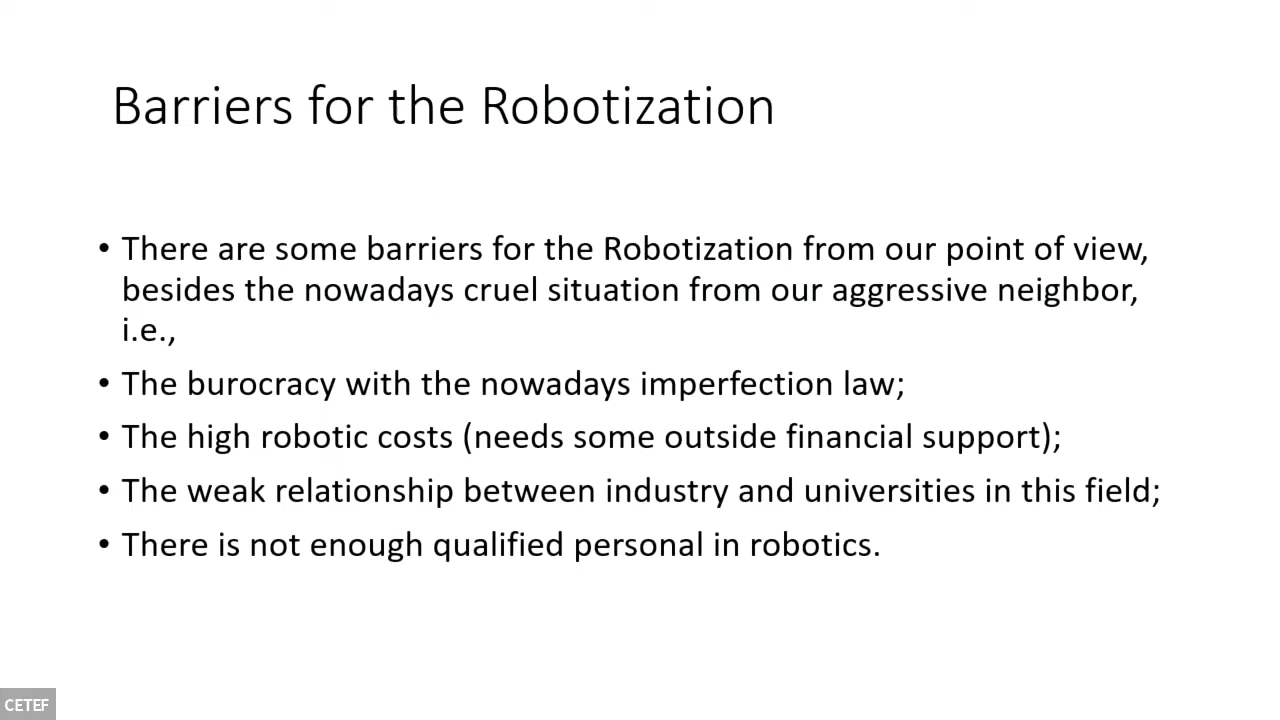 Barriers for the Robotization
• There are some barriers for the Robotization from our point of view,
besides the nowadays cruel situation from our aggressive neighbor,
i.e.,
• The burocracy with the nowadays imperfection law;
• The high robotic costs (needs some outside financial support);
• The weak relationship between industry and universities in this field;
• There is not enough qualified personal in robotics.
CETEF